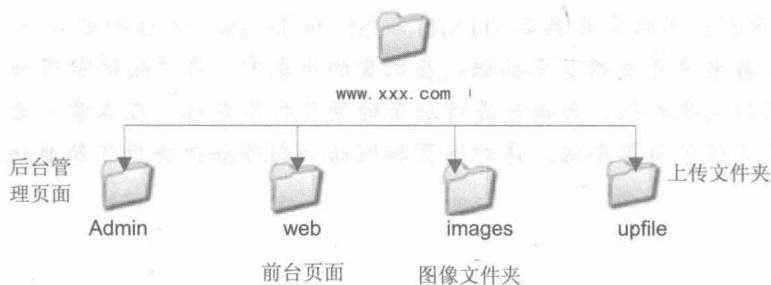 www.xxx.com
后台管
理页面
上传文件夹
Admin
web
images
upfile
前台页面
图像文件夹